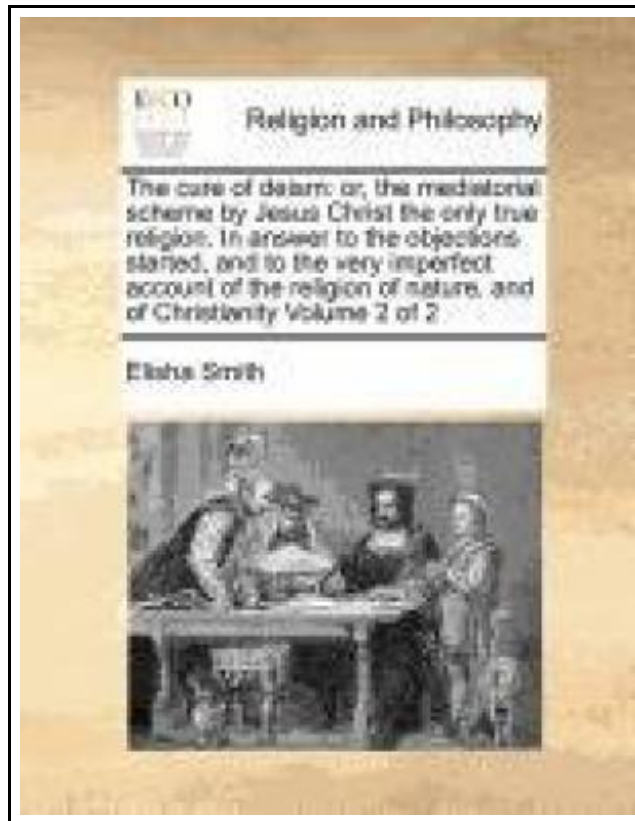 ECCO
Religion and Philosophy
The cure of deism: or, the mediatorial
scheme by Jesus Christ the only true
religion. In answer to the objections
started, and to the very imperfect
account of the religion of nature, and
of Christianity Volume 2 of 2
Elisha Smith